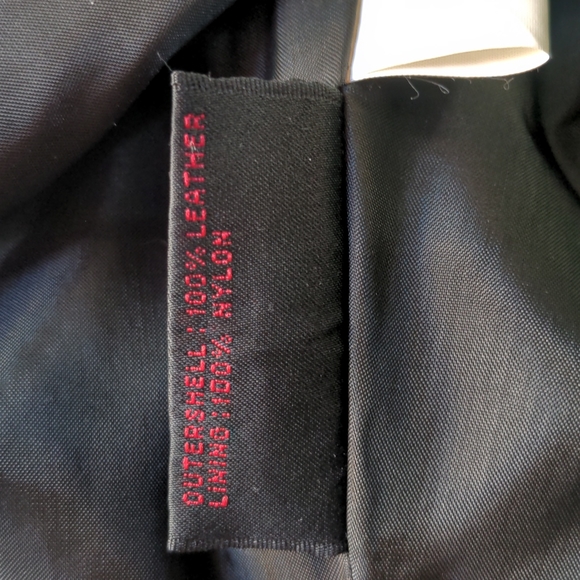 OUTERSHELL : 100% LEATHER
LINING : 100% NYLON